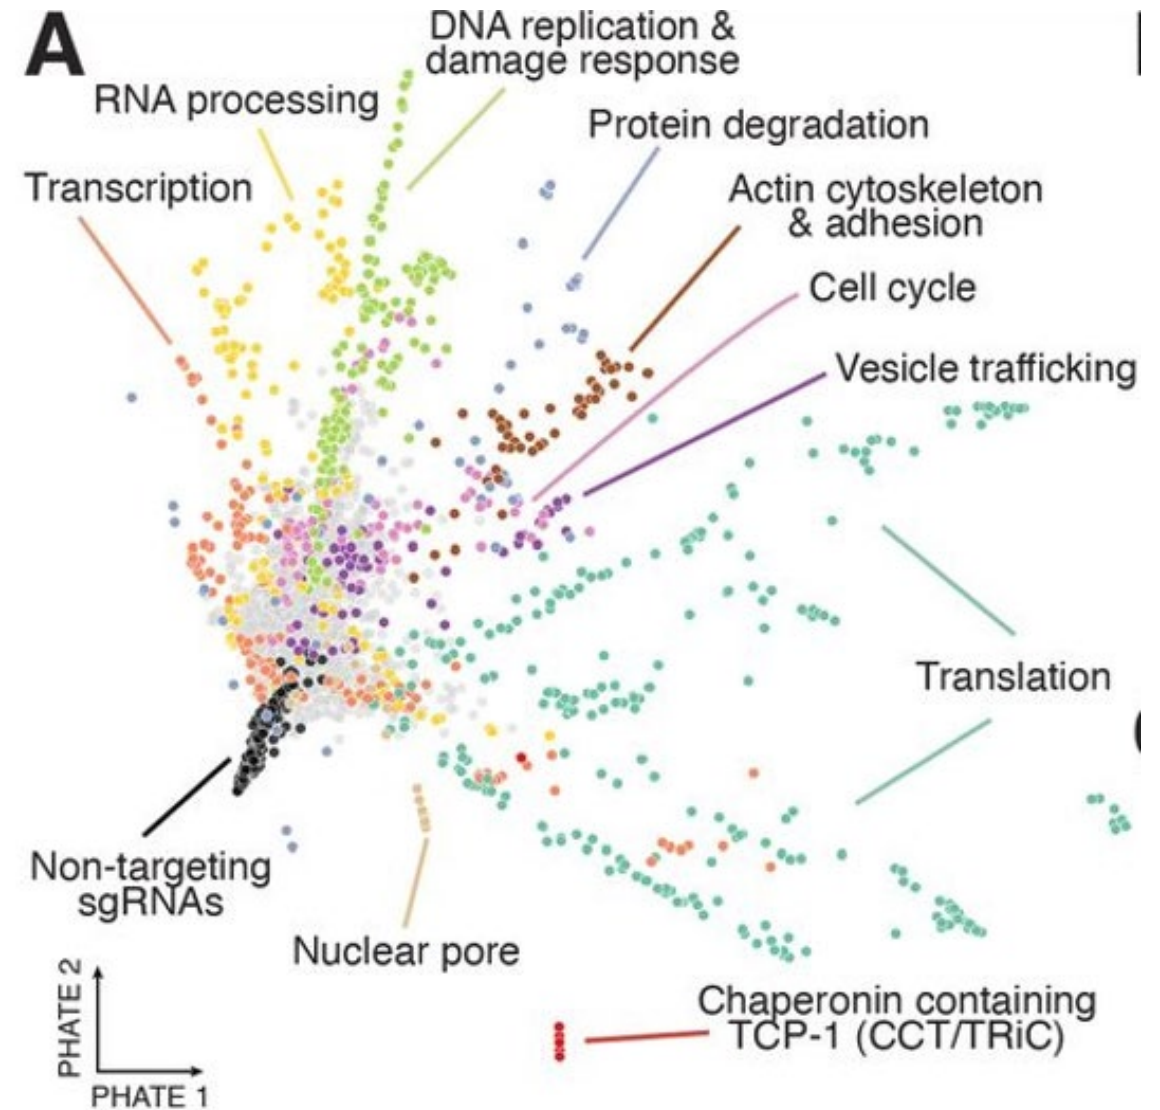 A
DNA replication &
damage response
RNA processing
Protein degradation
Transcription
Actin cytoskeleton
& adhesion
Cell cycle
Vesicle trafficking
Translation
Non-targeting
sgRNAs
Nuclear pore
Chaperonin containing
TCP-1 (CCT/TRiC)
PHATE 2
PHATE 1